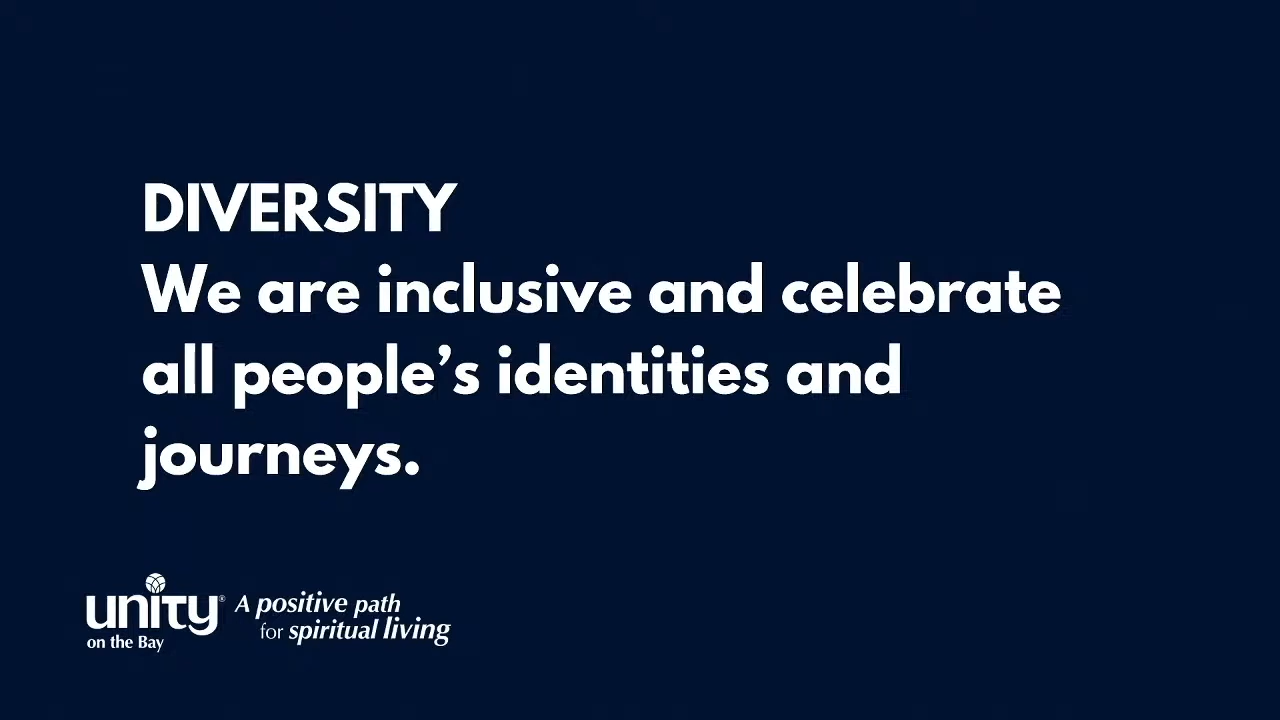 DIVERSITY
We are inclusive and celebrate
all people’s identities and
journeys.
unity®
on the Bay
A positive path
for spiritual living